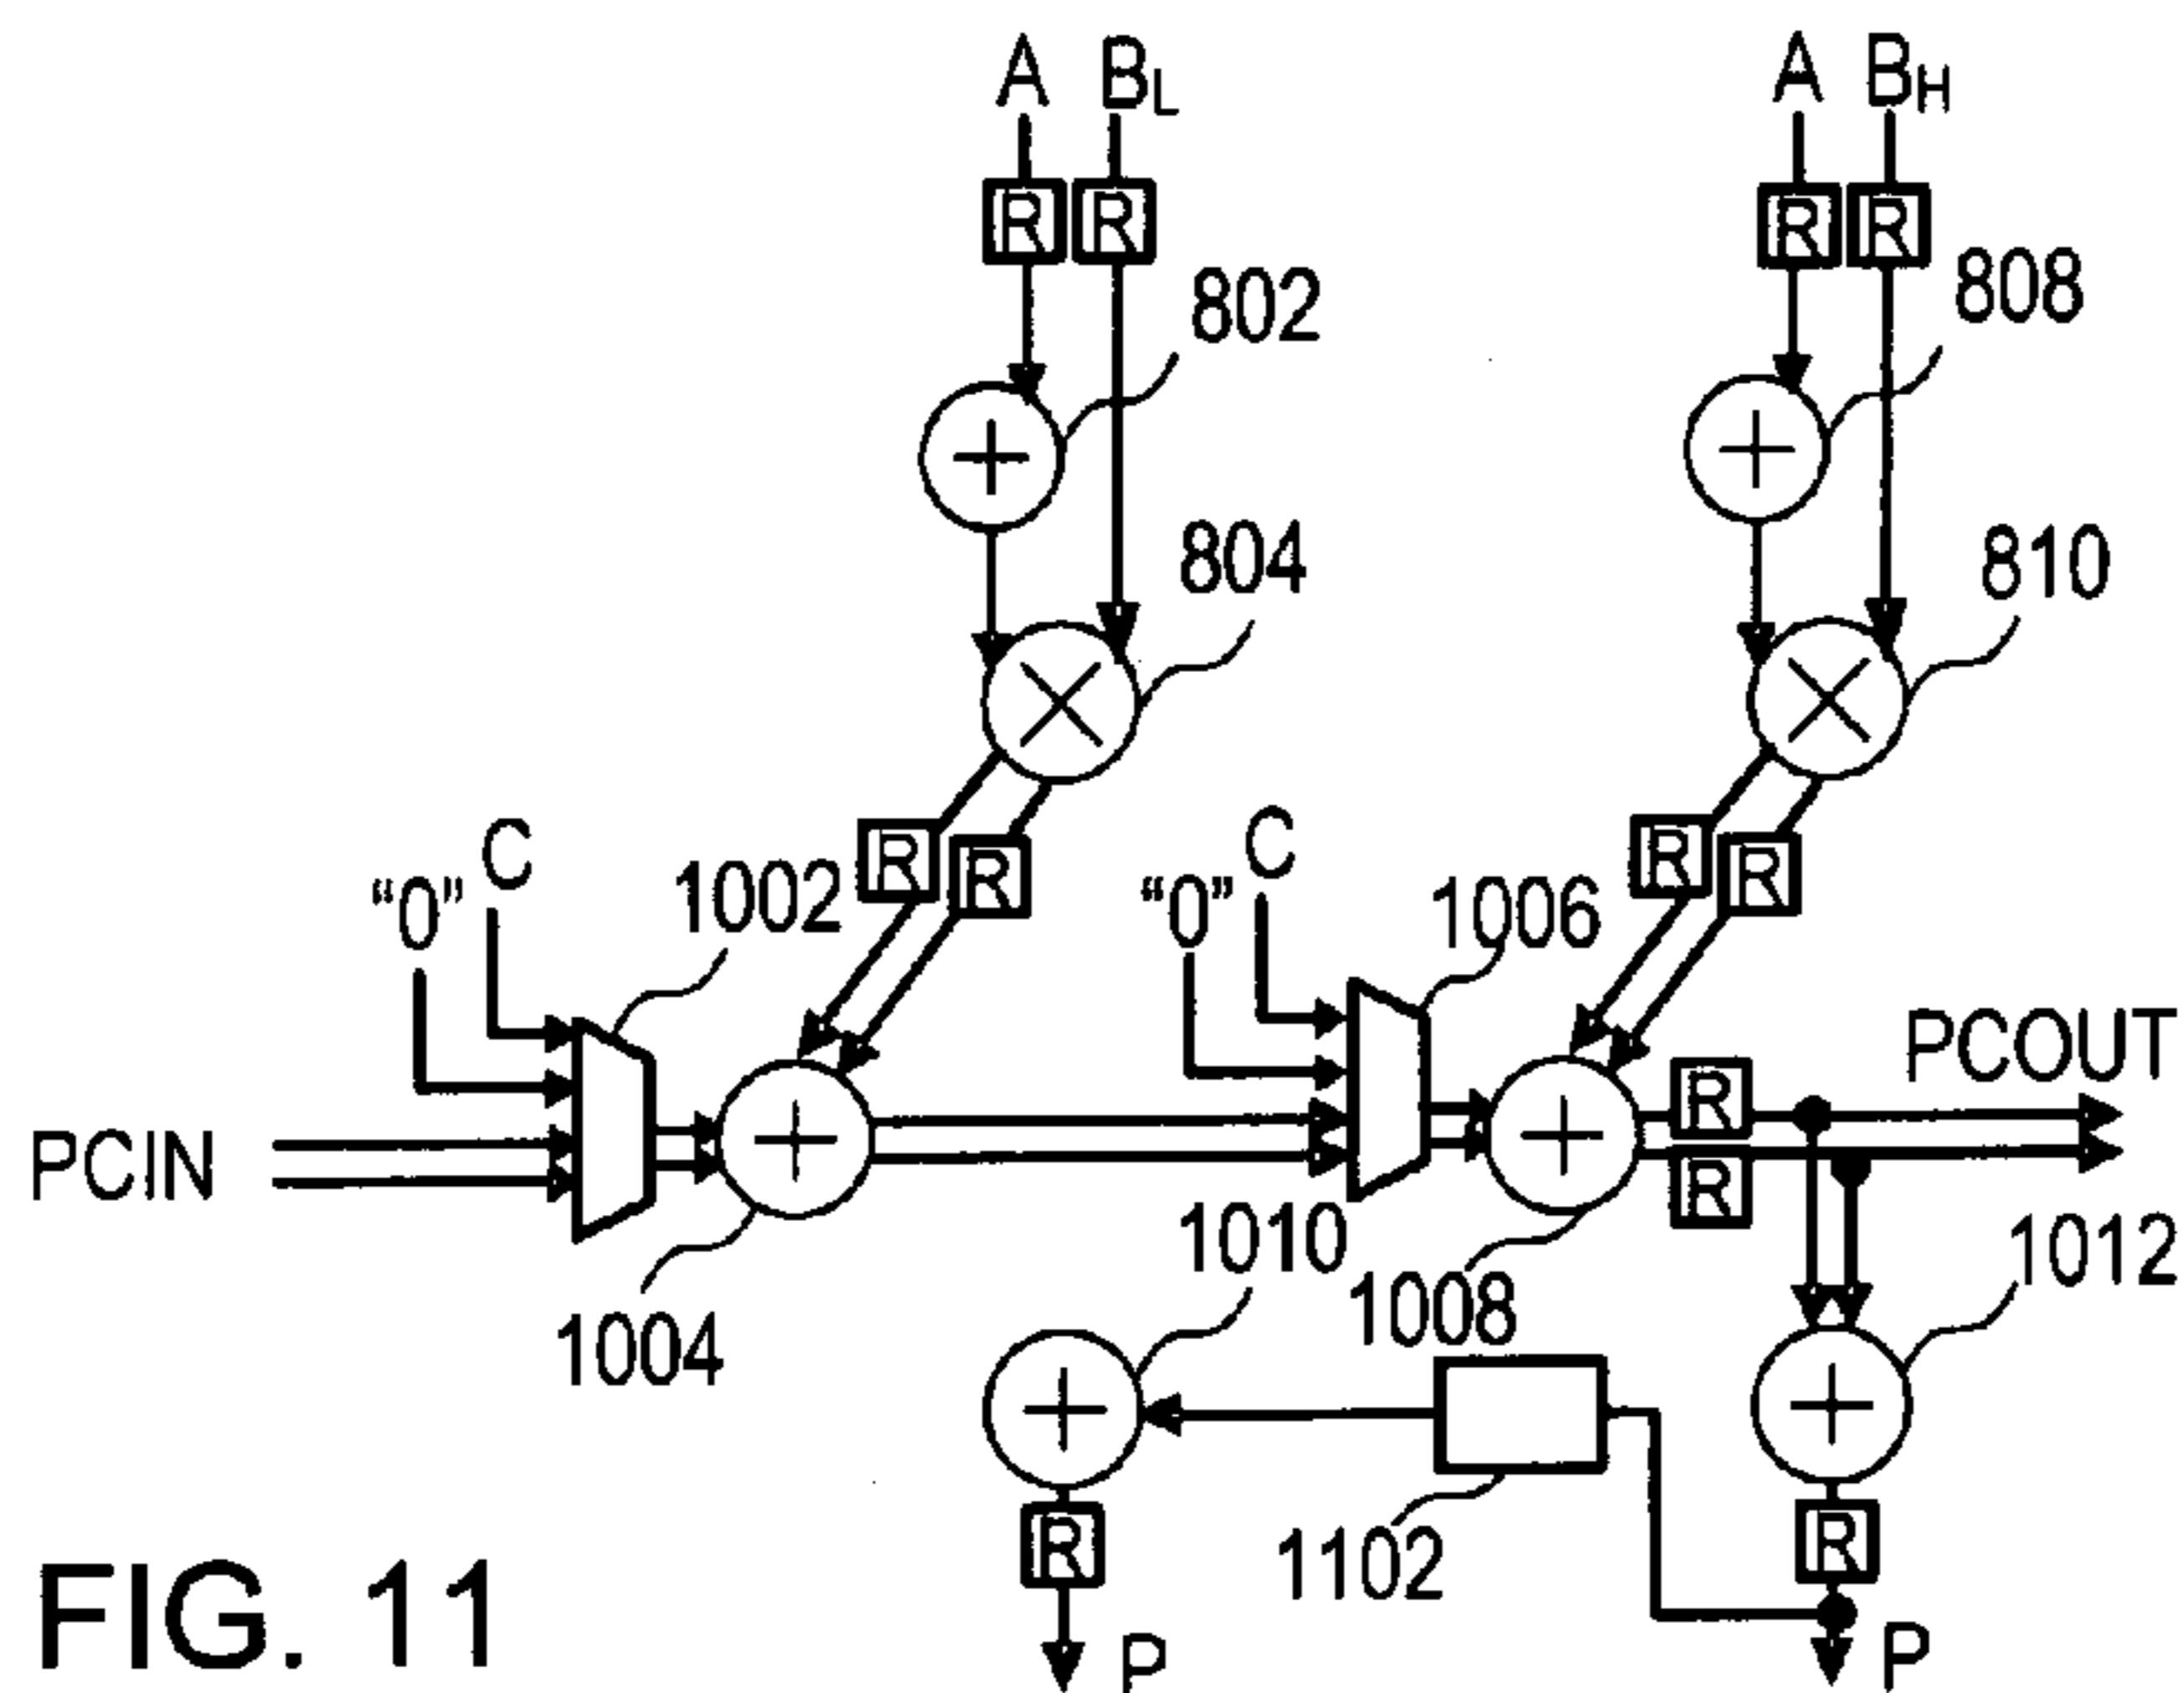 A B_L A B_H
R R R R
802 808
804 810
C C
"0" 1002 R R "0" 1006 R R
PCOUT
R
PCIN R
1010 1012
1004 1008
R 1102 R
FIG. 11
P P